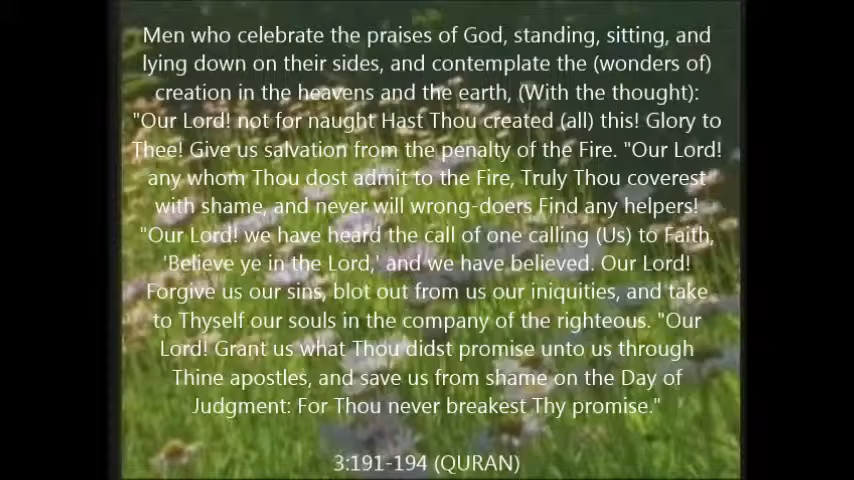 Men who celebrate the praises of God, standing, sitting, and
lying down on their sides, and contemplate the (wonders of)
creation in the heavens and the earth, (With the thought):
"Our Lord! not for naught Hast Thou created (all) this! Glory to
Thee! Give us salvation from the penalty of the Fire. "Our Lord!
any whom Thou dost admit to the Fire, Truly Thou coverest
with shame, and never will wrong-doers Find any helpers!
"Our Lord! we have heard the call of one calling (Us) to Faith,
'Believe ye in the Lord,' and we have believed. Our Lord!
Forgive us our sins, blot out from us our iniquities, and take
to Thyself our souls in the company of the righteous. "Our
Lord! Grant us what Thou didst promise unto us through
Thine apostles, and save us from shame on the Day of
Judgment: For Thou never breakest Thy promise."
3:191-194 (QURAN)